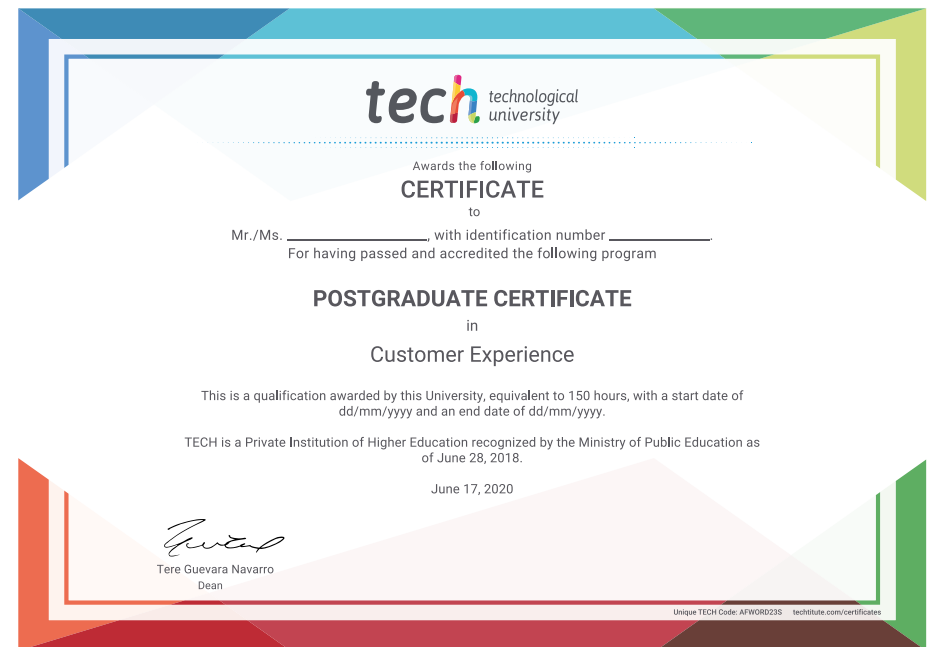 tech technological
university
Awards the following
CERTIFICATE
to
Mr./Ms. ____________________, with identification number ______________.
For having passed and accredited the following program
POSTGRADUATE CERTIFICATE
in
Customer Experience
This is a qualification awarded by this University, equivalent to 150 hours, with a start date of
dd/mm/yyyy and an end date of dd/mm/yyyy.
TECH is a Private Institution of Higher Education recognized by the Ministry of Public Education as
of June 28, 2018.
June 17, 2020
Tere Guevara Navarro
Dean
Unique TECH Code: AFWORD23S techtitute.com/certificates